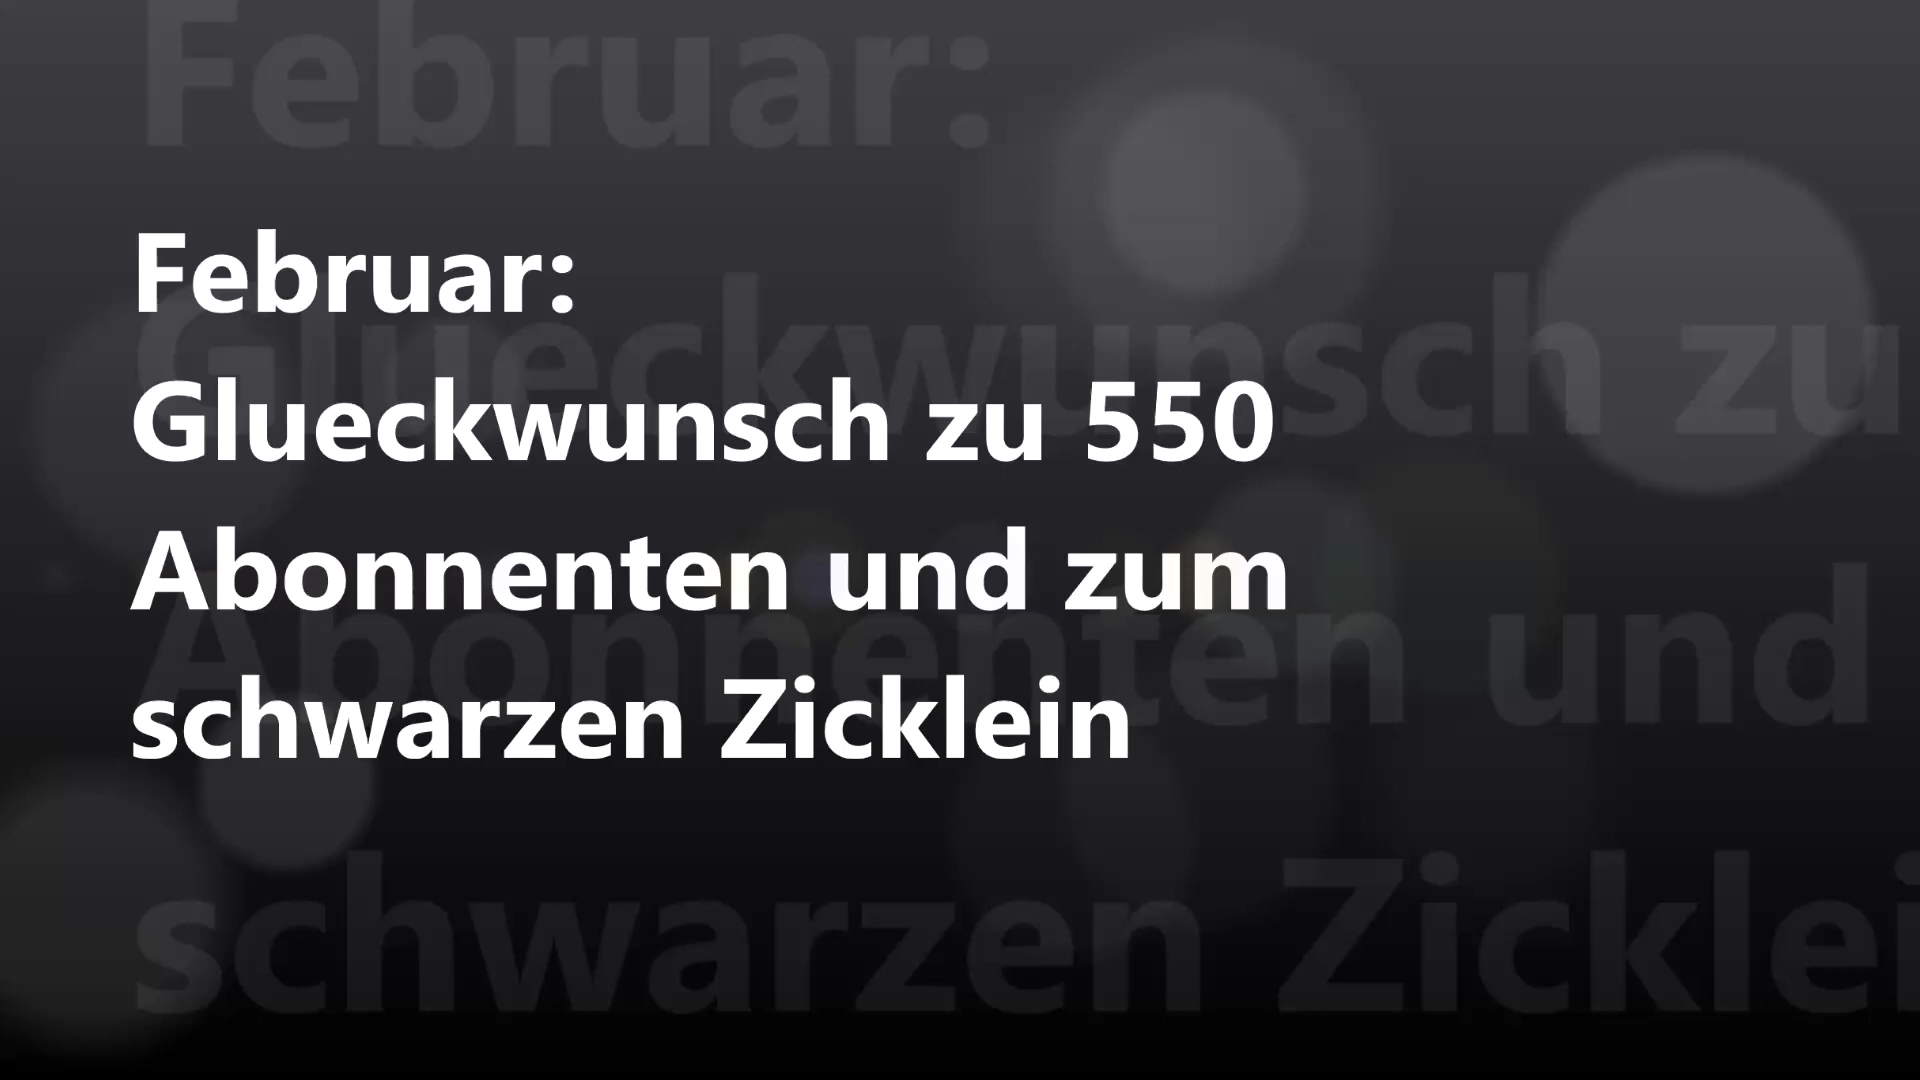 Februar:
Glueckwunsch zu 550
Abonnenten und zum
schwarzen Zicklein